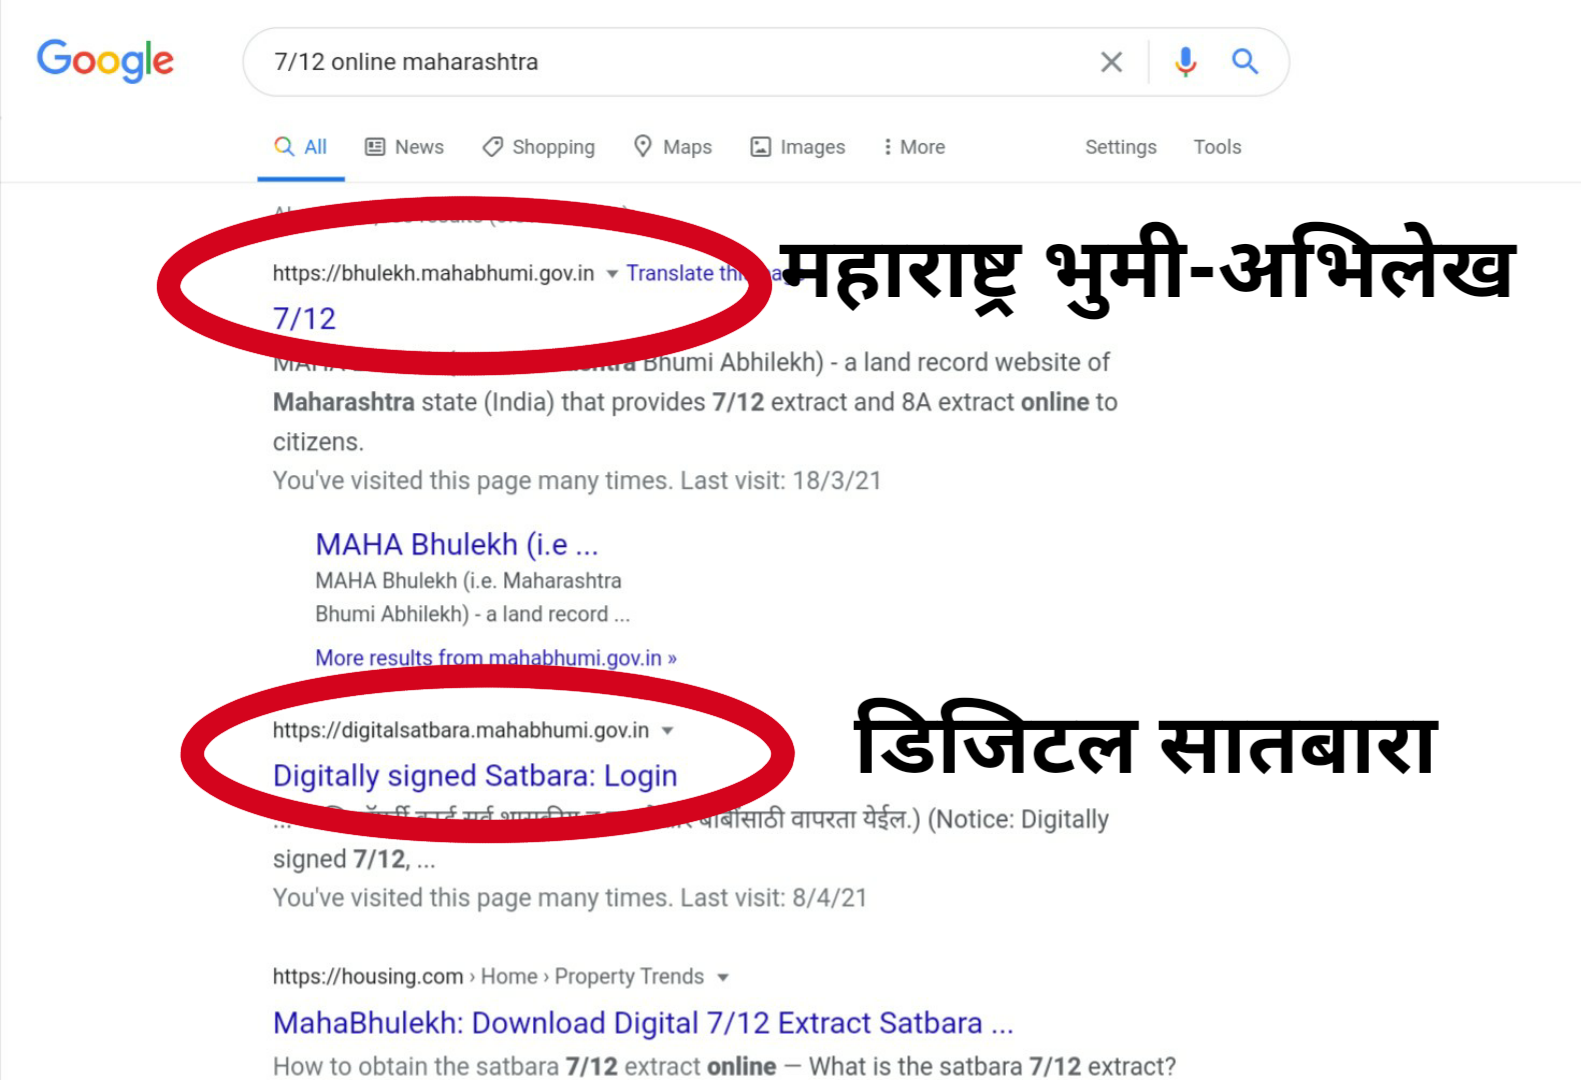 Google
7/12 online maharashtra
All News Shopping Maps Images More Settings Tools
https://bhulekh.mahabhumi.gov.in Translate
महाराष्ट्र भुमी-अभिलेख
7/12
Bhumi Abhilekh) - a land record website of
Maharashtra state (India) that provides 7/12 extract and 8A extract online to
citizens.
You've visited this page many times. Last visit: 18/3/21
MAHA Bhulekh (i.e ...
MAHA Bhulekh (i.e. Maharashtra
Bhumi Abhilekh) - a land record ...
More results from mahabhumi.gov.in »
https://digitalsatbara.mahabhumi.gov.in
डिजिटल सातबारा
Digitally signed Satbara: Login
बाबींसाठी वापरता येईल.) (Notice: Digitally
signed 7/12, ...
You've visited this page many times. Last visit: 8/4/21
https://housing.com › Home › Property Trends
MahaBhulekh: Download Digital 7/12 Extract Satbara ...
How to obtain the satbara 7/12 extract online — What is the satbara 7/12 extract?